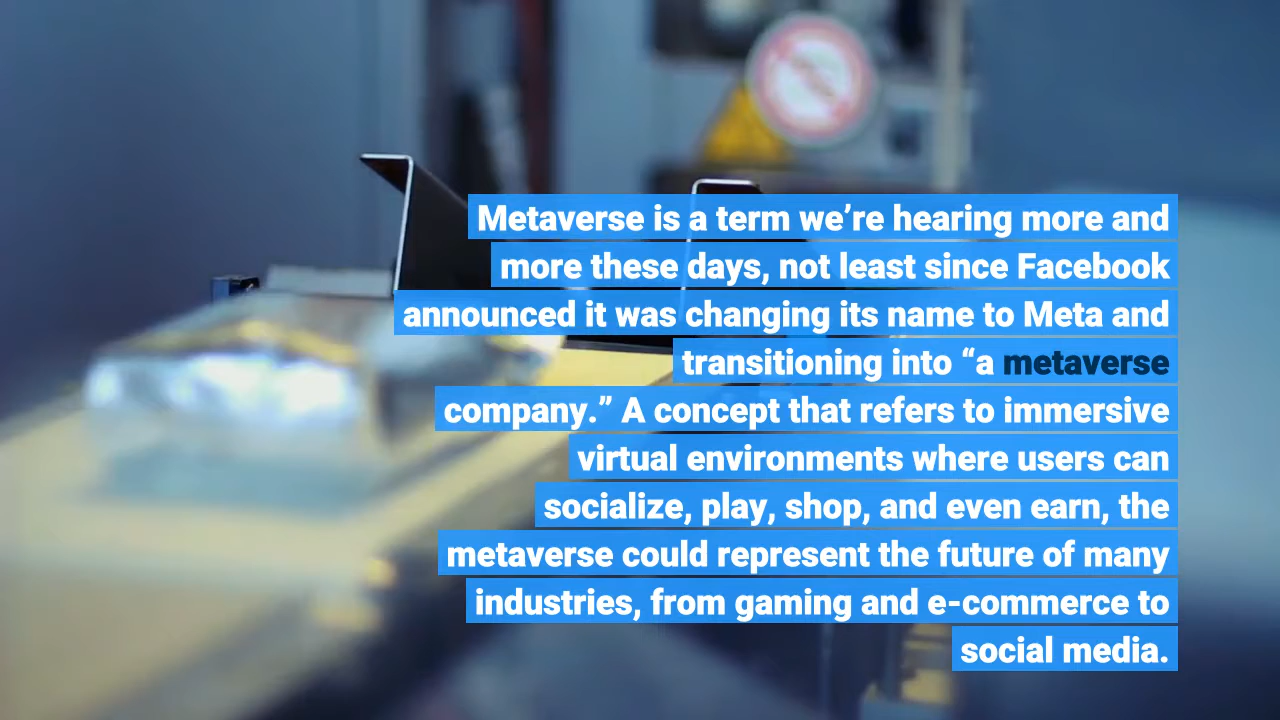 Metaverse is a term we’re hearing more and
more these days, not least since Facebook
announced it was changing its name to Meta and
transitioning into “a metaverse
company.” A concept that refers to immersive
virtual environments where users can
socialize, play, shop, and even earn, the
metaverse could represent the future of many
industries, from gaming and e-commerce to
social media.